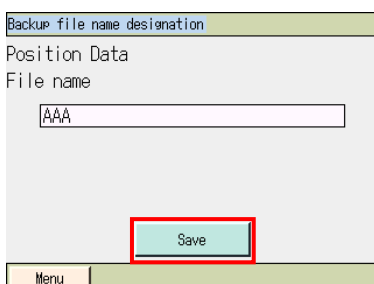 Backup file name designation
Position Data
File name
AAA
Save
Menu